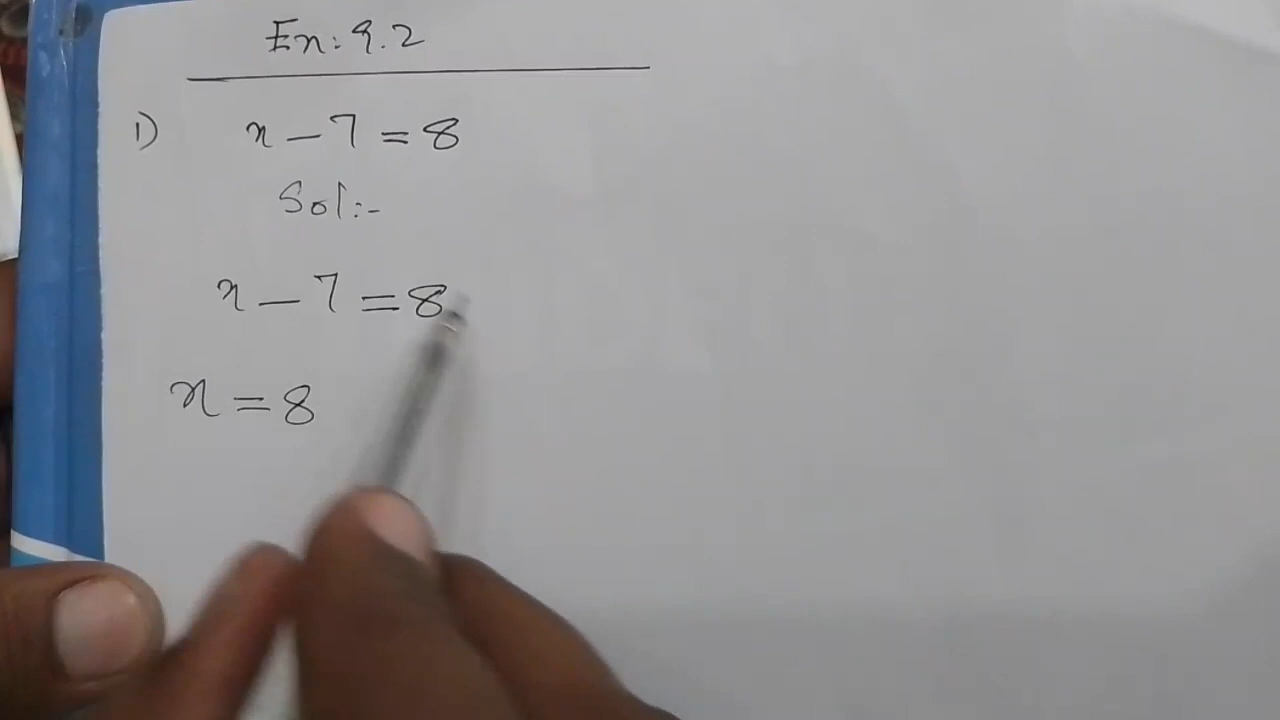 Ex: 9.2
1) x - 7 = 8
Sol:-
x - 7 = 8
x = 8